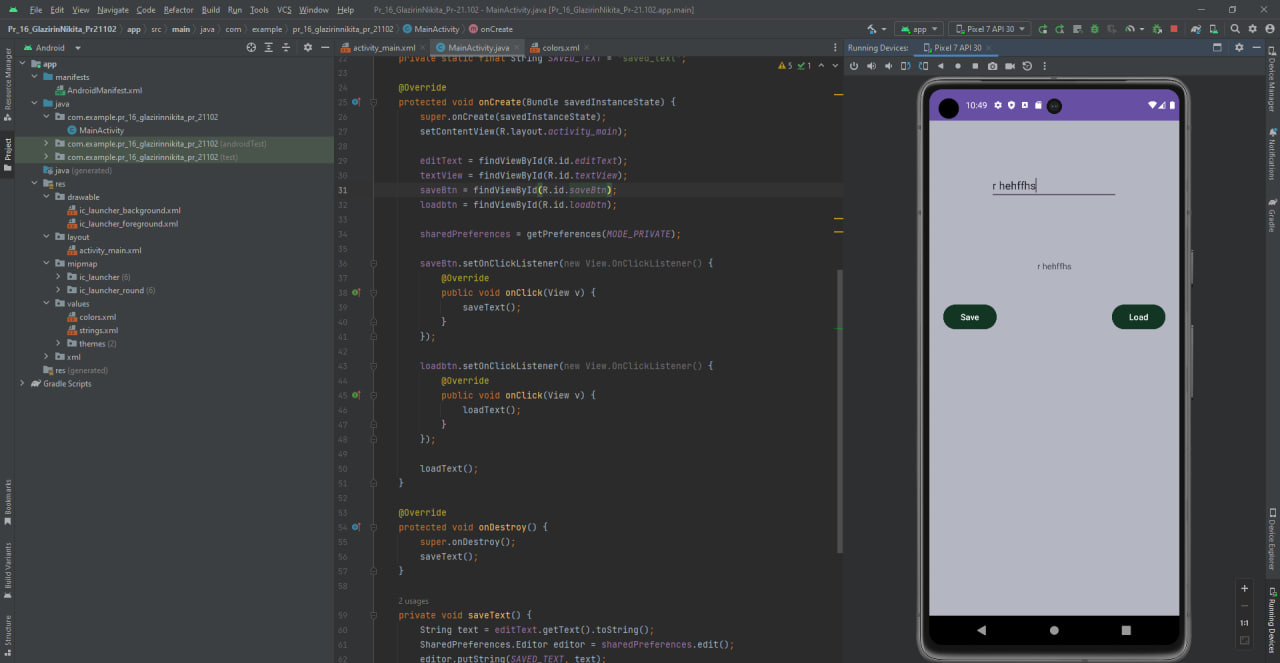 File Edit View Navigate Code Refactor Build Run Tools VCS Window Help Pr_16_GlazirinNikita_Pr-21.102 - MainActivity.java [Pr_16_GlazirinNikita_Pr-21.102.app.main]
Pr_16_GlazirinNikita_Pr21102 app src main java com example pr_16_glazirinnikita_pr_21102 MainActivity onCreate
app Pixel 7 API 30
Android
activity_main.xml MainActivity.java colors.xml
Running Devices: Pixel 7 API 30
Resource Manager
Project
Bookmarks
Build Variants
Structure
app
manifests
AndroidManifest.xml
java
com.example.pr_16_glazirinnikita_pr_21102
MainActivity
com.example.pr_16_glazirinnikita_pr_21102 (androidTest)
com.example.pr_16_glazirinnikita_pr_21102 (test)
java (generated)
res
drawable
ic_launcher_background.xml
ic_launcher_foreground.xml
layout
activity_main.xml
mipmap
ic_launcher (6)
ic_launcher_round (6)
values
colors.xml
strings.xml
themes (2)
xml
res (generated)
Gradle Scripts
5 1
22 private static final String SAVED_TEXT = "saved_text";
23
24 @Override
25 protected void onCreate(Bundle savedInstanceState) {
26 super.onCreate(savedInstanceState);
27 setContentView(R.layout.activity_main);
28
29 editText = findViewById(R.id.editText);
30 textView = findViewById(R.id.textView);
31 saveBtn = findViewById(R.id.saveBtn);
32 loadbtn = findViewById(R.id.loadbtn);
33
34 sharedPreferences = getPreferences(MODE_PRIVATE);
35
36 saveBtn.setOnClickListener(new View.OnClickListener() {
37 @Override
38 public void onClick(View v) {
39 saveText();
40 }
41 });
42
43 loadbtn.setOnClickListener(new View.OnClickListener() {
44 @Override
45 public void onClick(View v) {
46 loadText();
47 }
48 });
49
50 loadText();
51 }
52
53 @Override
54 protected void onDestroy() {
55 super.onDestroy();
56 saveText();
57 }
58
2 usages
59 private void saveText() {
60 String text = editText.getText().toString();
61 SharedPreferences.Editor editor = sharedPreferences.edit();
62 editor.putString(SAVED_TEXT, text);
10:49
r hehffhs
r hehffhs
Save Load
1:1
Device Manager
Notifications
Gradle
Device Explorer
Running Devices